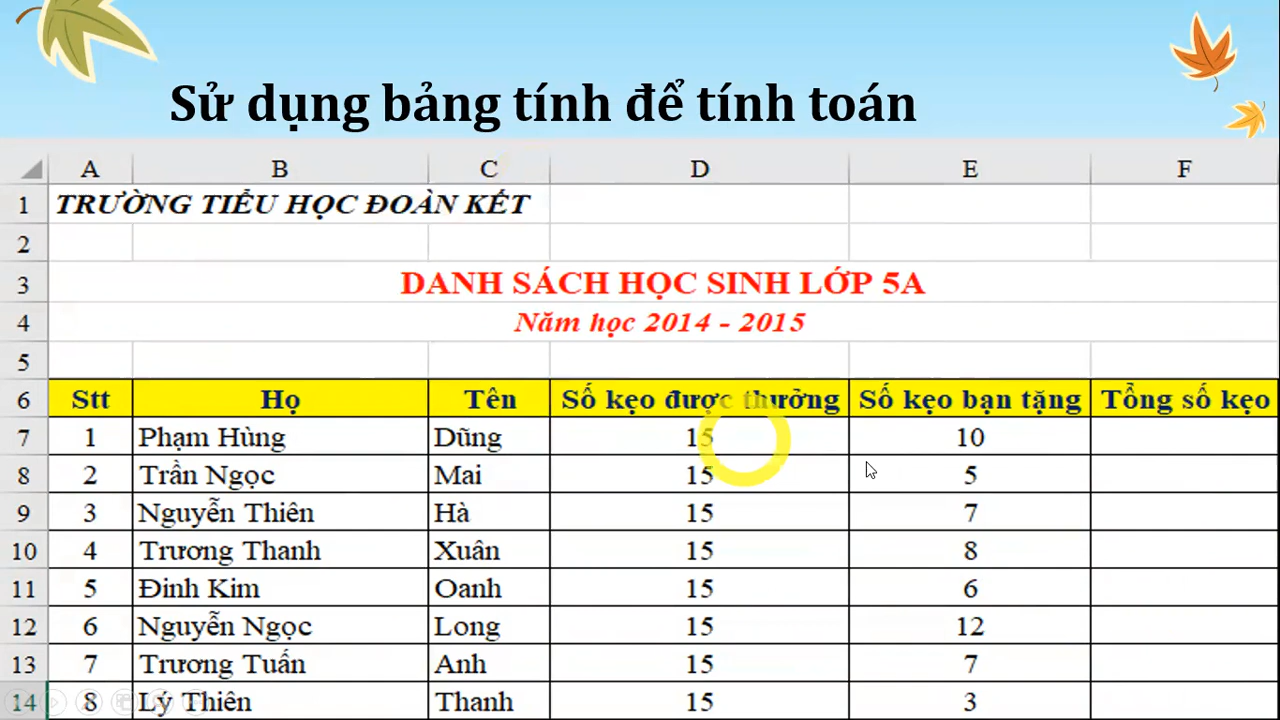 Sử dụng bảng tính để tính toán
A B C D E F
1 TRƯỜNG TIỂU HỌC ĐOÀN KẾT
2
3 DANH SÁCH HỌC SINH LỚP 5A
4 Năm học 2014 - 2015
5
6 Stt Họ Tên Số kẹo được thưởng Số kẹo bạn tặng Tổng số kẹo
7 1 Phạm Hùng Dũng 15 10
8 2 Trần Ngọc Mai 15 5
9 3 Nguyễn Thiên Hà 15 7
10 4 Trương Thanh Xuân 15 8
11 5 Đinh Kim Oanh 15 6
12 6 Nguyễn Ngọc Long 15 12
13 7 Trương Tuấn Anh 15 7
14 8 Lý Thiên Thanh 15 3